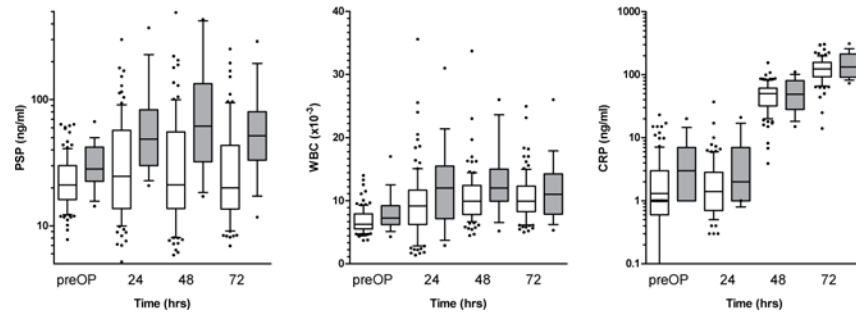 PSP (ng/ml)
100
10
preOP 24 48 72
Time (hrs)
WBC (x10-3)
40
30
20
10
0
preOP 24 48 72
Time (hrs)
CRP (ng/ml)
1000
100
10
1
0.1
preOP 24 48 72
Time (hrs)